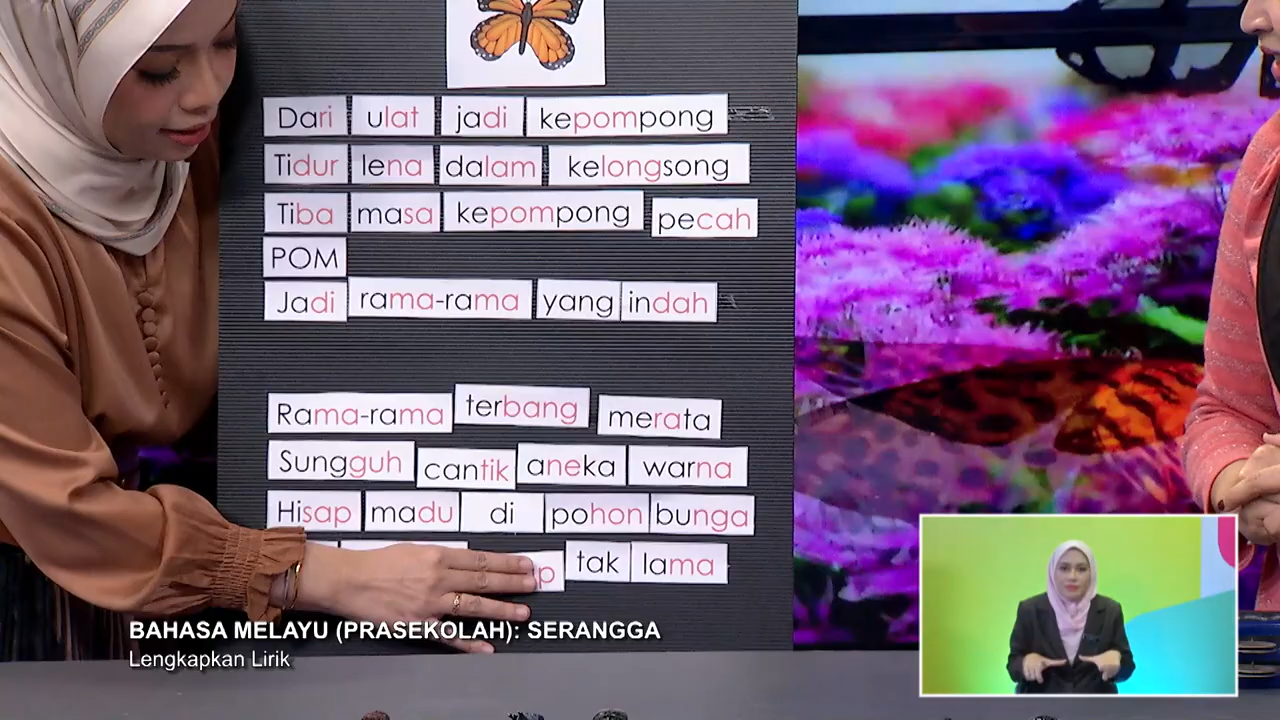 Dari ulat jadi kepompong
Tidur lena dalam kelongsong
Tiba masa kepompong pecah
POM
Jadi rama-rama yang indah
Rama-rama terbang merata
Sungguh cantik aneka warna
Hisap madu di pohon bunga
tak lama
BAHASA MELAYU (PRASEKOLAH): SERANGGA
Lengkapkan Lirik